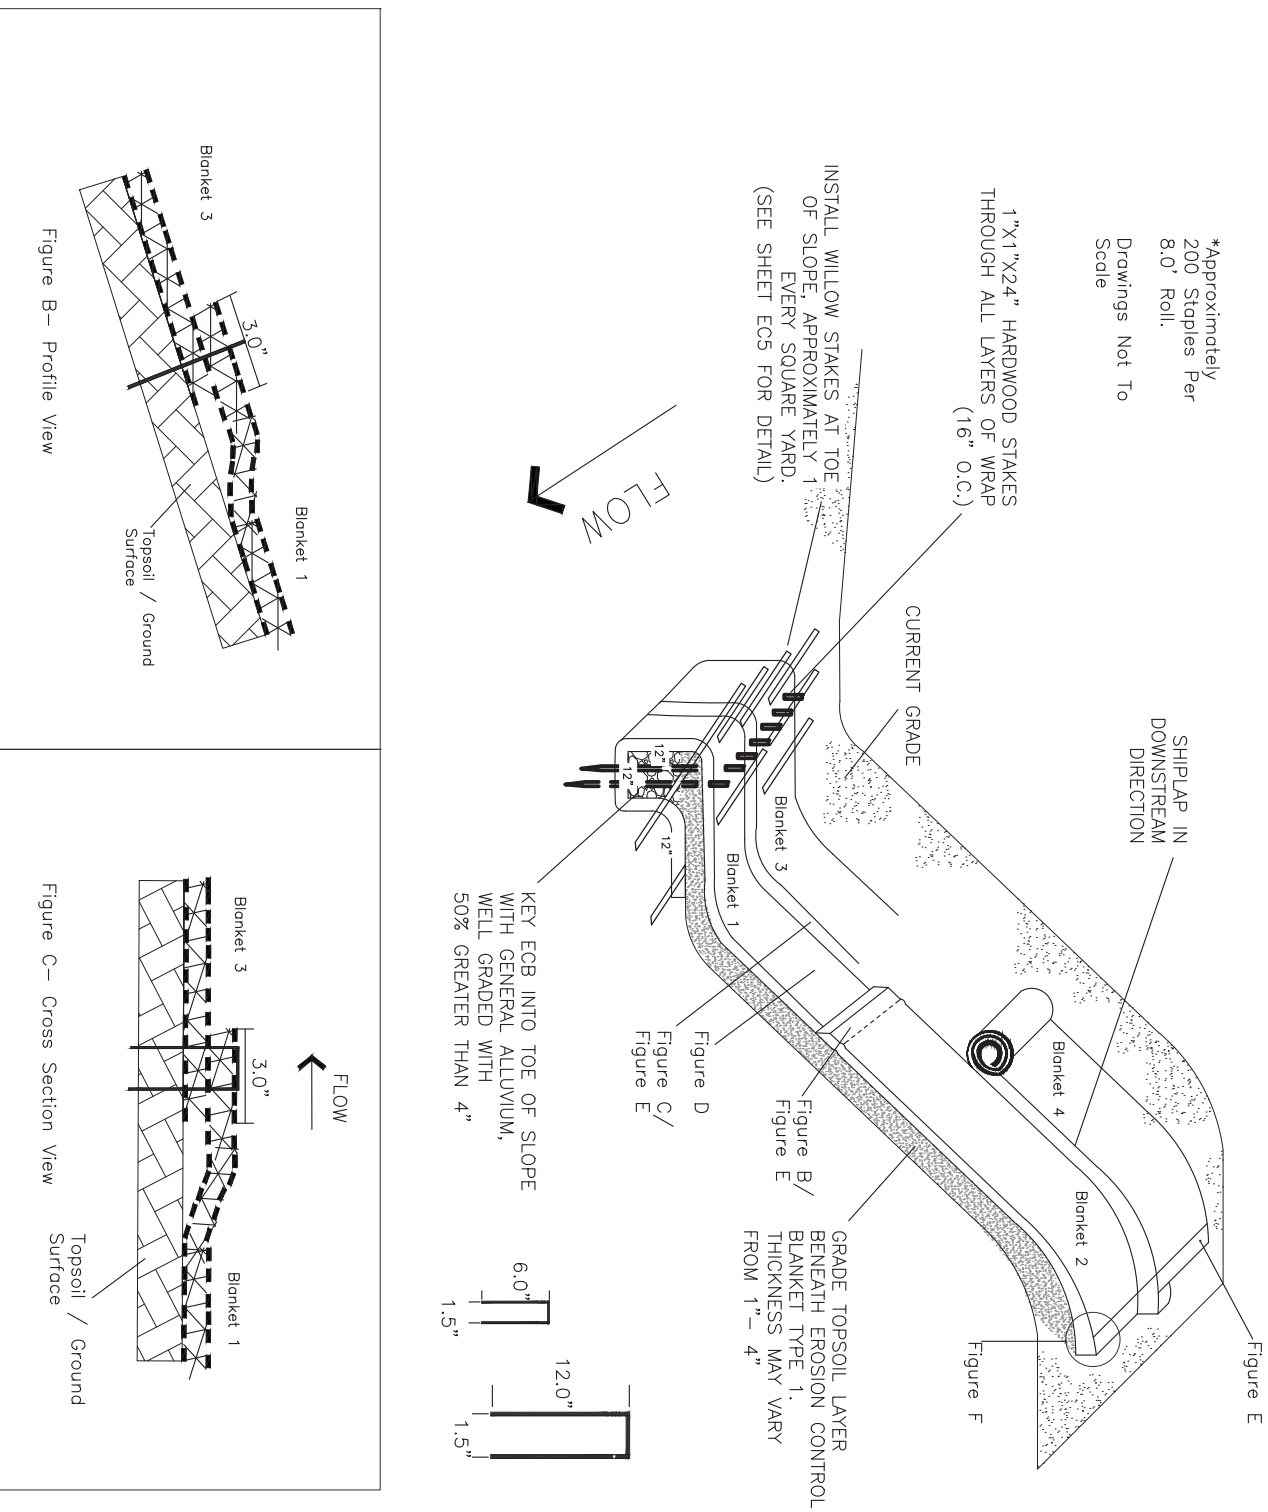 *Approximately
200 Staples Per
8.0' Roll.
Drawings Not To
Scale
SHIPLAP IN
DOWNSTREAM
DIRECTION
Figure E
1"X1"X24" HARDWOOD STAKES
THROUGH ALL LAYERS OF WRAP
(16" O.C.)
CURRENT GRADE
INSTALL WILLOW STAKES AT TOE
OF SLOPE, APPROXIMATELY 1
EVERY SQUARE YARD.
(SEE SHEET EC5 FOR DETAIL)
FLOW
Blanket 4
Blanket 2
Blanket 3
Blanket 1
12"
12"
12"
Figure F
Figure B/
Figure E
Figure D
Figure C/
Figure E
GRADE TOPSOIL LAYER
BENEATH EROSION CONTROL
BLANKET TYPE 1.
THICKNESS MAY VARY
FROM 1"- 4"
KEY ECB INTO TOE OF SLOPE
WITH GENERAL ALLUVIUM,
WELL GRADED WITH
50% GREATER THAN 4"
6.0"
1.5"
12.0"
1.5"
Blanket 3
3.0"
Blanket 1
Topsoil / Ground
Surface
Figure B- Profile View
FLOW
3.0"
Blanket 3
Blanket 1
Topsoil / Ground
Surface
Figure C- Cross Section View